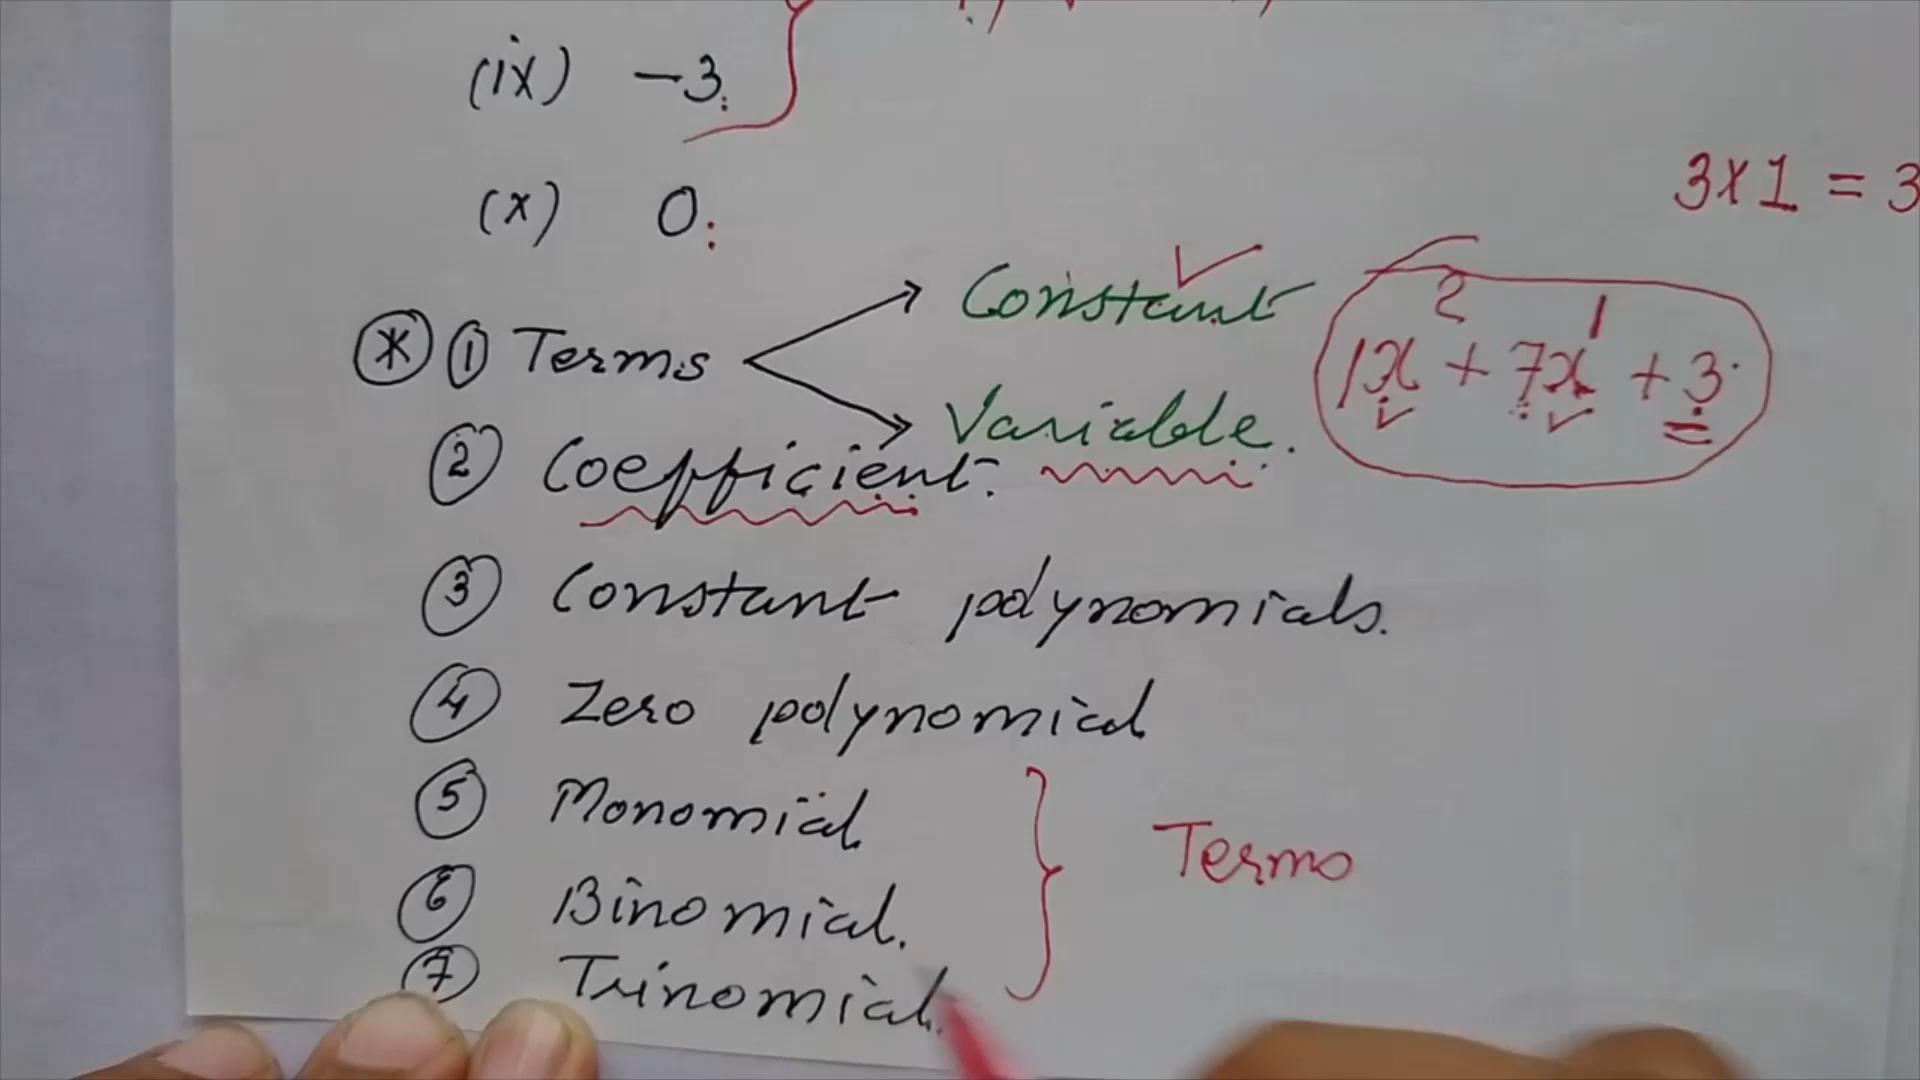 (ix) -3.
(x) 0.
3x1 = 3
* 1 Terms
Constant
Variable.
1x² + 7x¹ + 3
2 Coefficient.
3 Constant polynomials.
4 Zero polynomial
5 Monomial
6 Binomial.
Terms
7 Trinomial.